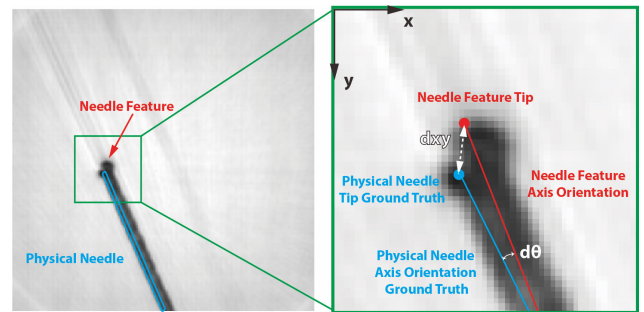 Needle Feature
Physical Needle
x
y
Needle Feature Tip
dxy
Physical Needle
Tip Ground Truth
Needle Feature
Axis Orientation
Physical Needle
Axis Orientation
Ground Truth
dθ